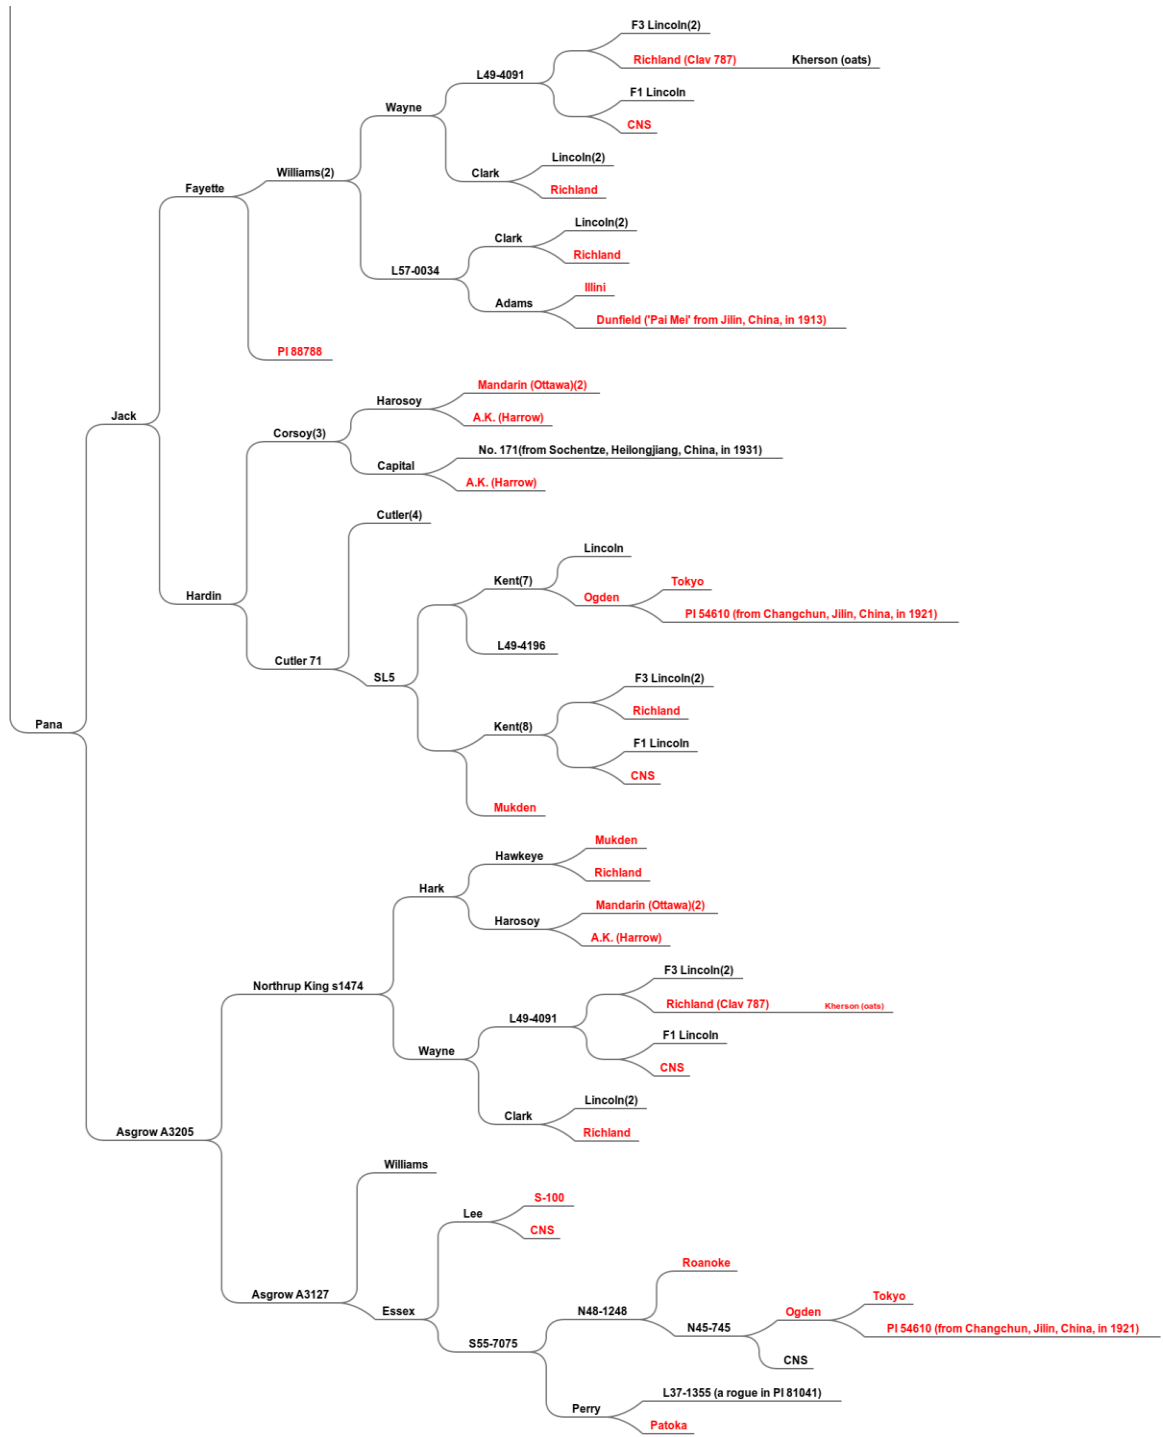 F3 Lincoln(2)
Richland (Clav 787) Kherson (oats)
L49-4091
F1 Lincoln
Wayne
CNS
Lincoln(2)
Williams(2) Clark
Fayette Richland
Lincoln(2)
Clark
Richland
L57-0034
Illini
Adams
Dunfield ('Pai Mei' from Jilin, China, in 1913)
PI 88788
Mandarin (Ottawa)(2)
Harosoy
Jack A.K. (Harrow)
Corsoy(3)
No. 171(from Sochentze, Heilongjiang, China, in 1931)
Capital
A.K. (Harrow)
Cutler(4)
Lincoln
Kent(7) Tokyo
Hardin Ogden
PI 54610 (from Changchun, Jilin, China, in 1921)
L49-4196
Cutler 71
SL5 F3 Lincoln(2)
Richland
Pana Kent(8)
F1 Lincoln
CNS
Mukden
Mukden
Hawkeye
Richland
Hark
Mandarin (Ottawa)(2)
Harosoy
A.K. (Harrow)
F3 Lincoln(2)
Northrup King s1474
Richland (Clav 787) Kherson (oats)
L49-4091
F1 Lincoln
Wayne
CNS
Lincoln(2)
Clark
Asgrow A3205 Richland
Williams
S-100
Lee
CNS
Roanoke
Asgrow A3127 Tokyo
Essex N48-1248 Ogden
N45-745 PI 54610 (from Changchun, Jilin, China, in 1921)
S55-7075
CNS
L37-1355 (a rogue in PI 81041)
Perry
Patoka